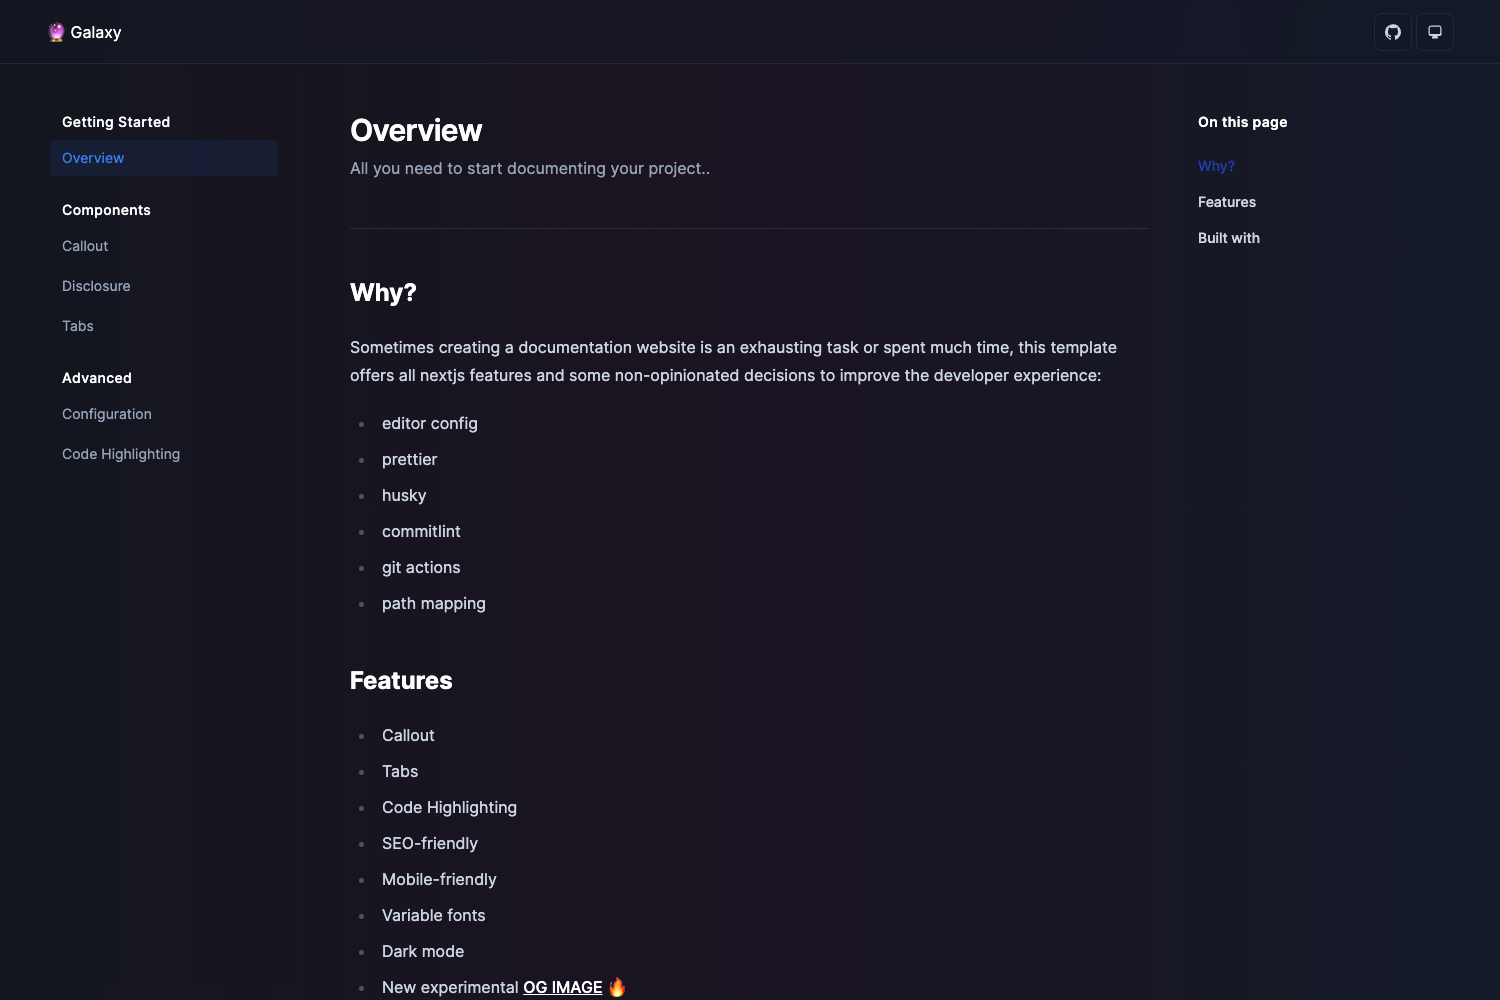 Galaxy
Getting Started
Overview
Components
Callout
Disclosure
Tabs
Advanced
Configuration
Code Highlighting
Overview
All you need to start documenting your project..
Why?
Sometimes creating a documentation website is an exhausting task or spent much time, this template
offers all nextjs features and some non-opinionated decisions to improve the developer experience:
editor config
prettier
husky
commitlint
git actions
path mapping
Features
Callout
Tabs
Code Highlighting
SEO-friendly
Mobile-friendly
Variable fonts
Dark mode
New experimental OG IMAGE 🔥
On this page
Why?
Features
Built with